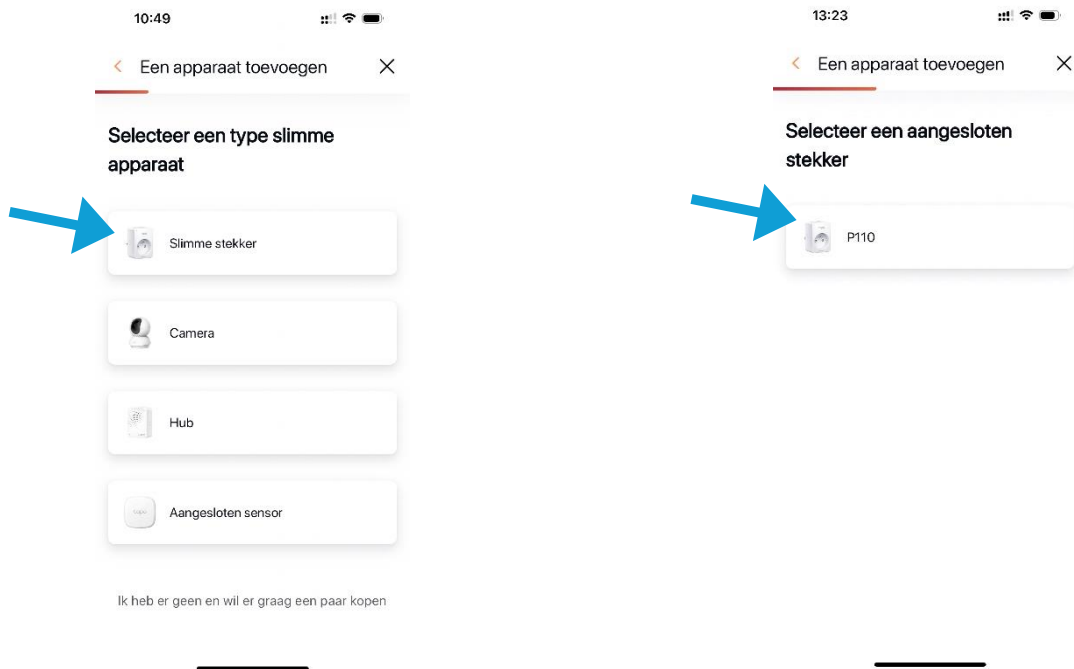 10:49
Een apparaat toevoegen
Selecteer een type slimme
apparaat
Slimme stekker
Camera
Hub
Aangesloten sensor
Ik heb er geen en wil er graag een paar kopen
13:23
Een apparaat toevoegen
Selecteer een aangesloten
stekker
P110